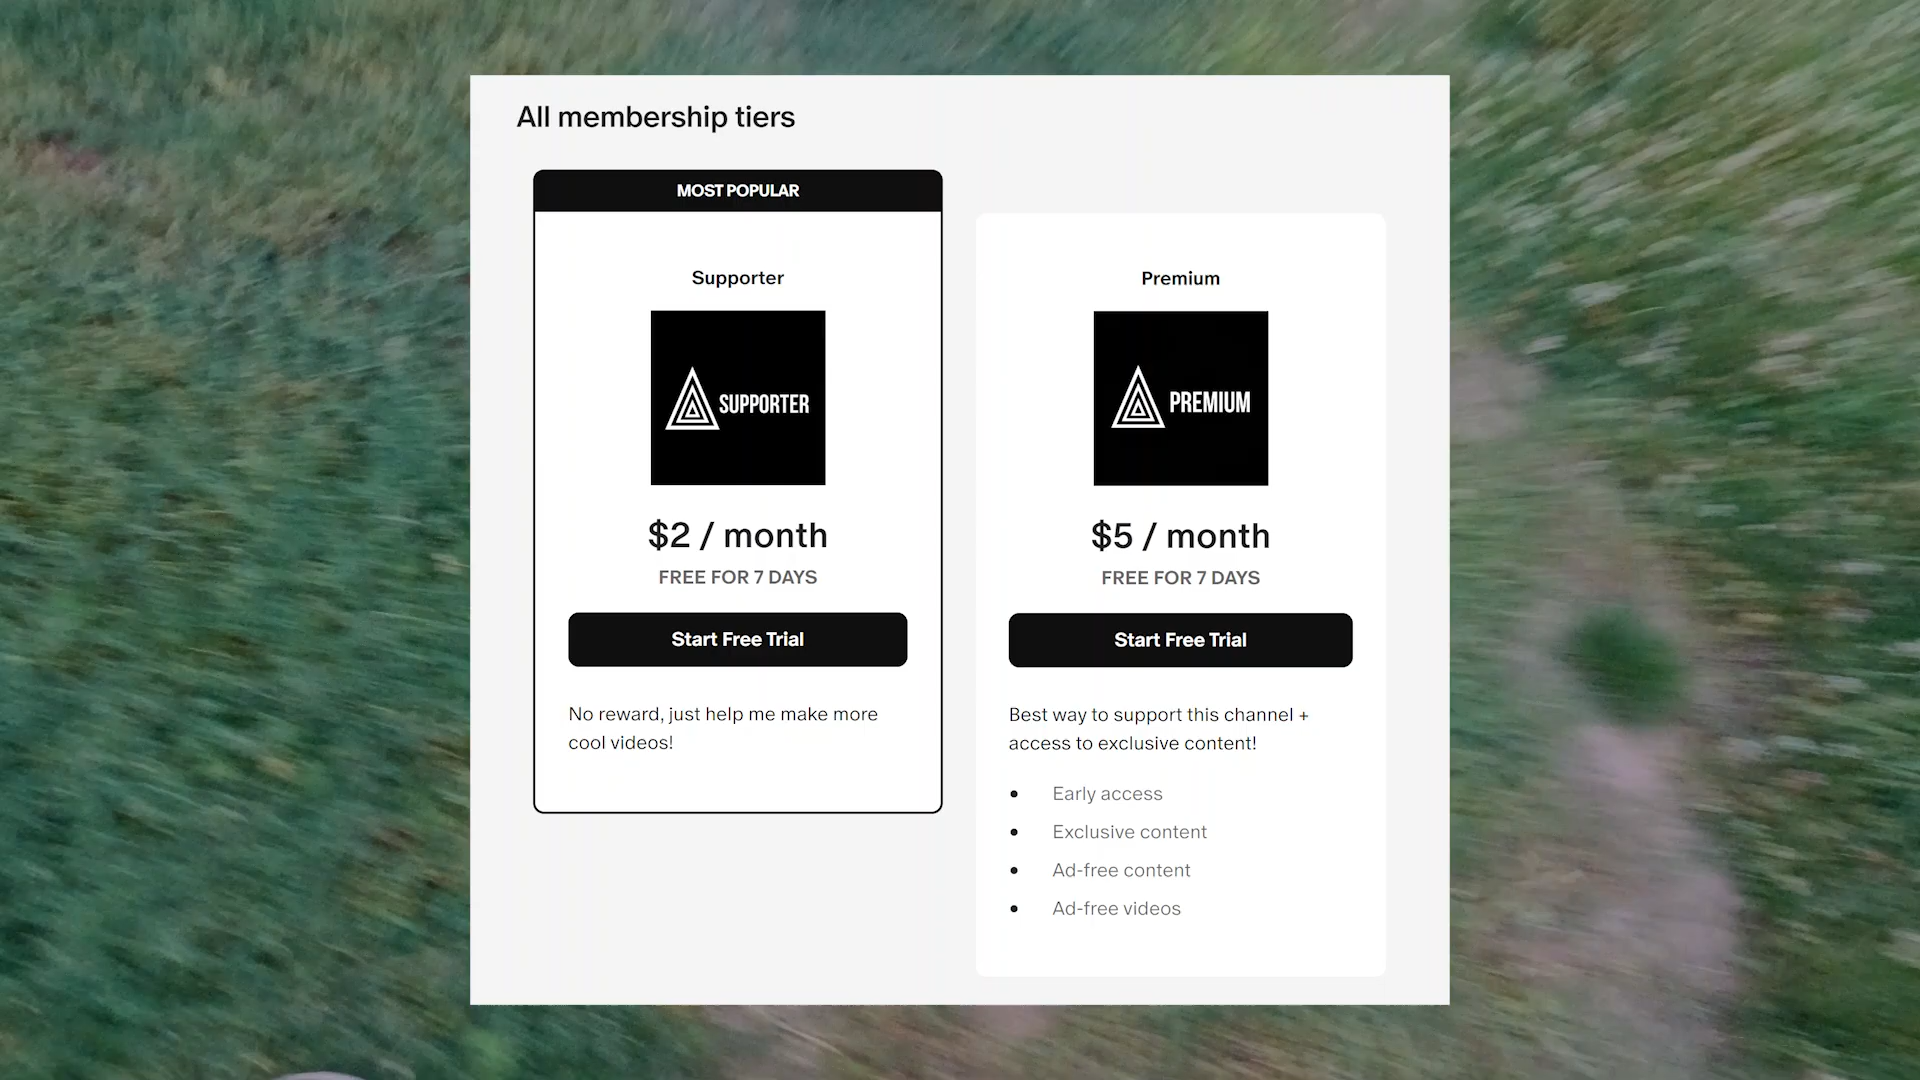 All membership tiers
MOST POPULAR
Supporter
SUPPORTER
$2 / month
FREE FOR 7 DAYS
Start Free Trial
No reward, just help me make more
cool videos!
Premium
PREMIUM
$5 / month
FREE FOR 7 DAYS
Start Free Trial
Best way to support this channel +
access to exclusive content!
• Early access
• Exclusive content
• Ad-free content
• Ad-free videos